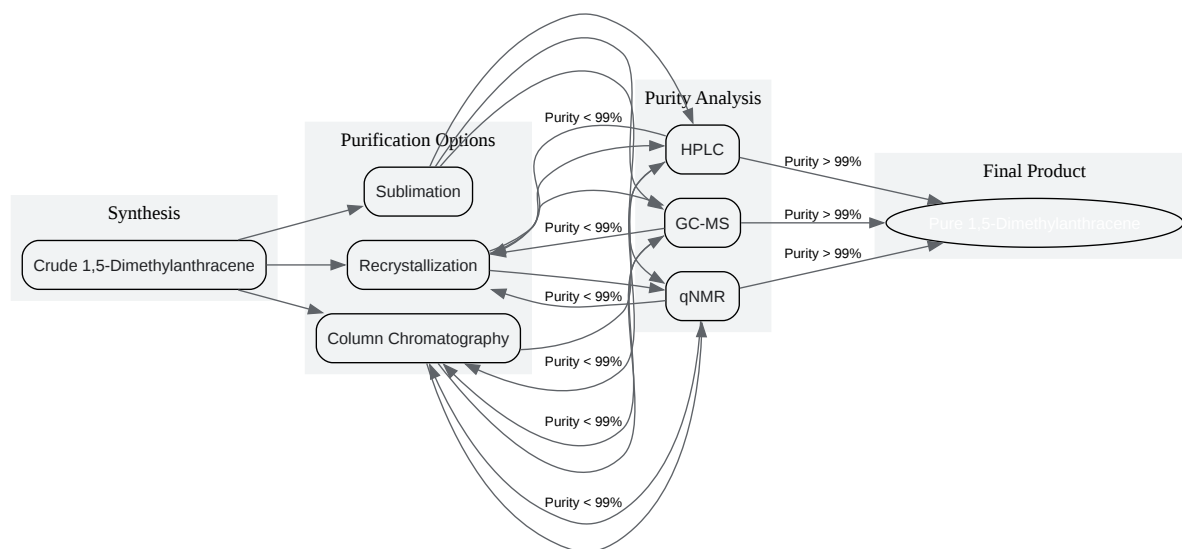 Synthesis
Crude 1,5-Dimethylanthracene
Purification Options
Sublimation
Recrystallization
Column Chromatography
Purity < 99%
Purity < 99%
Purity < 99%
Purity < 99%
Purity < 99%
Purity < 99%
Purity Analysis
HPLC
GC-MS
qNMR
Purity > 99%
Purity > 99%
Purity > 99%
Final Product
Pure 1,5-Dimethylanthracene